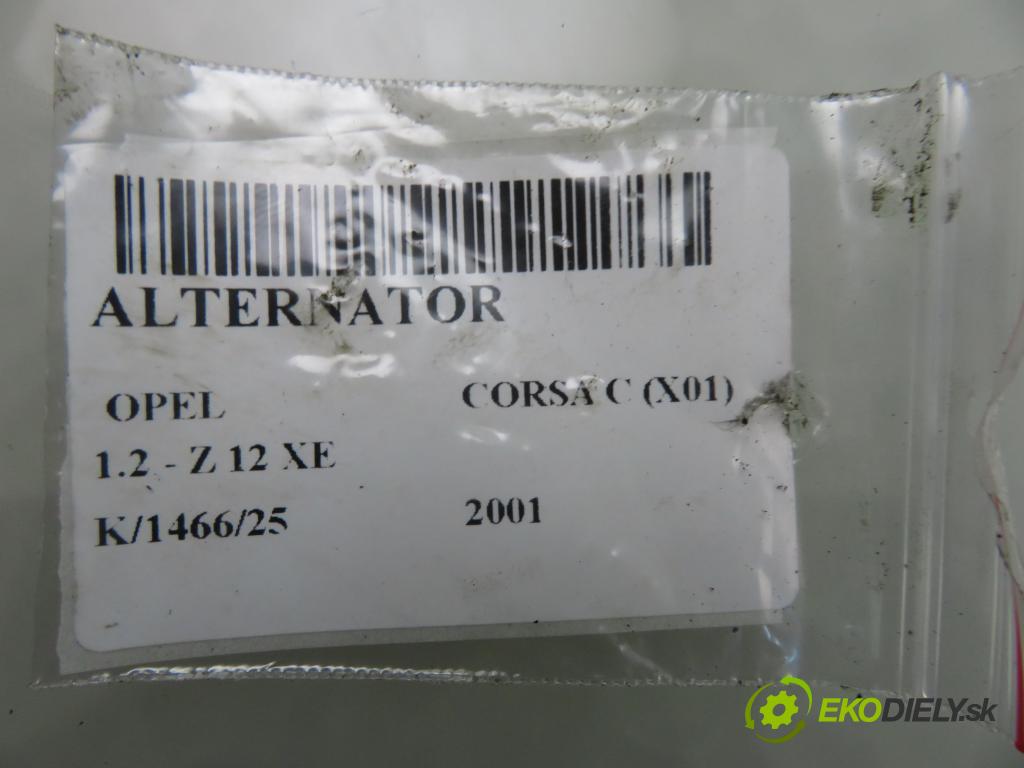 ALTERNATOR
OPEL CORSA C (X01)
1.2 - Z 12 XE
K/1466/25 2001
EKODIELY.sk